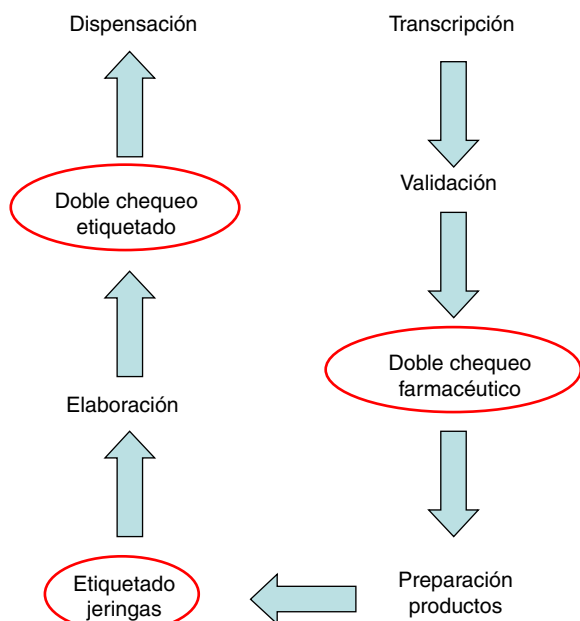 Dispensación
Transcripción
Validación
Doble chequeo
etiquetado
Doble chequeo
farmacéutico
Elaboración
Etiquetado
jeringas
Preparación
productos